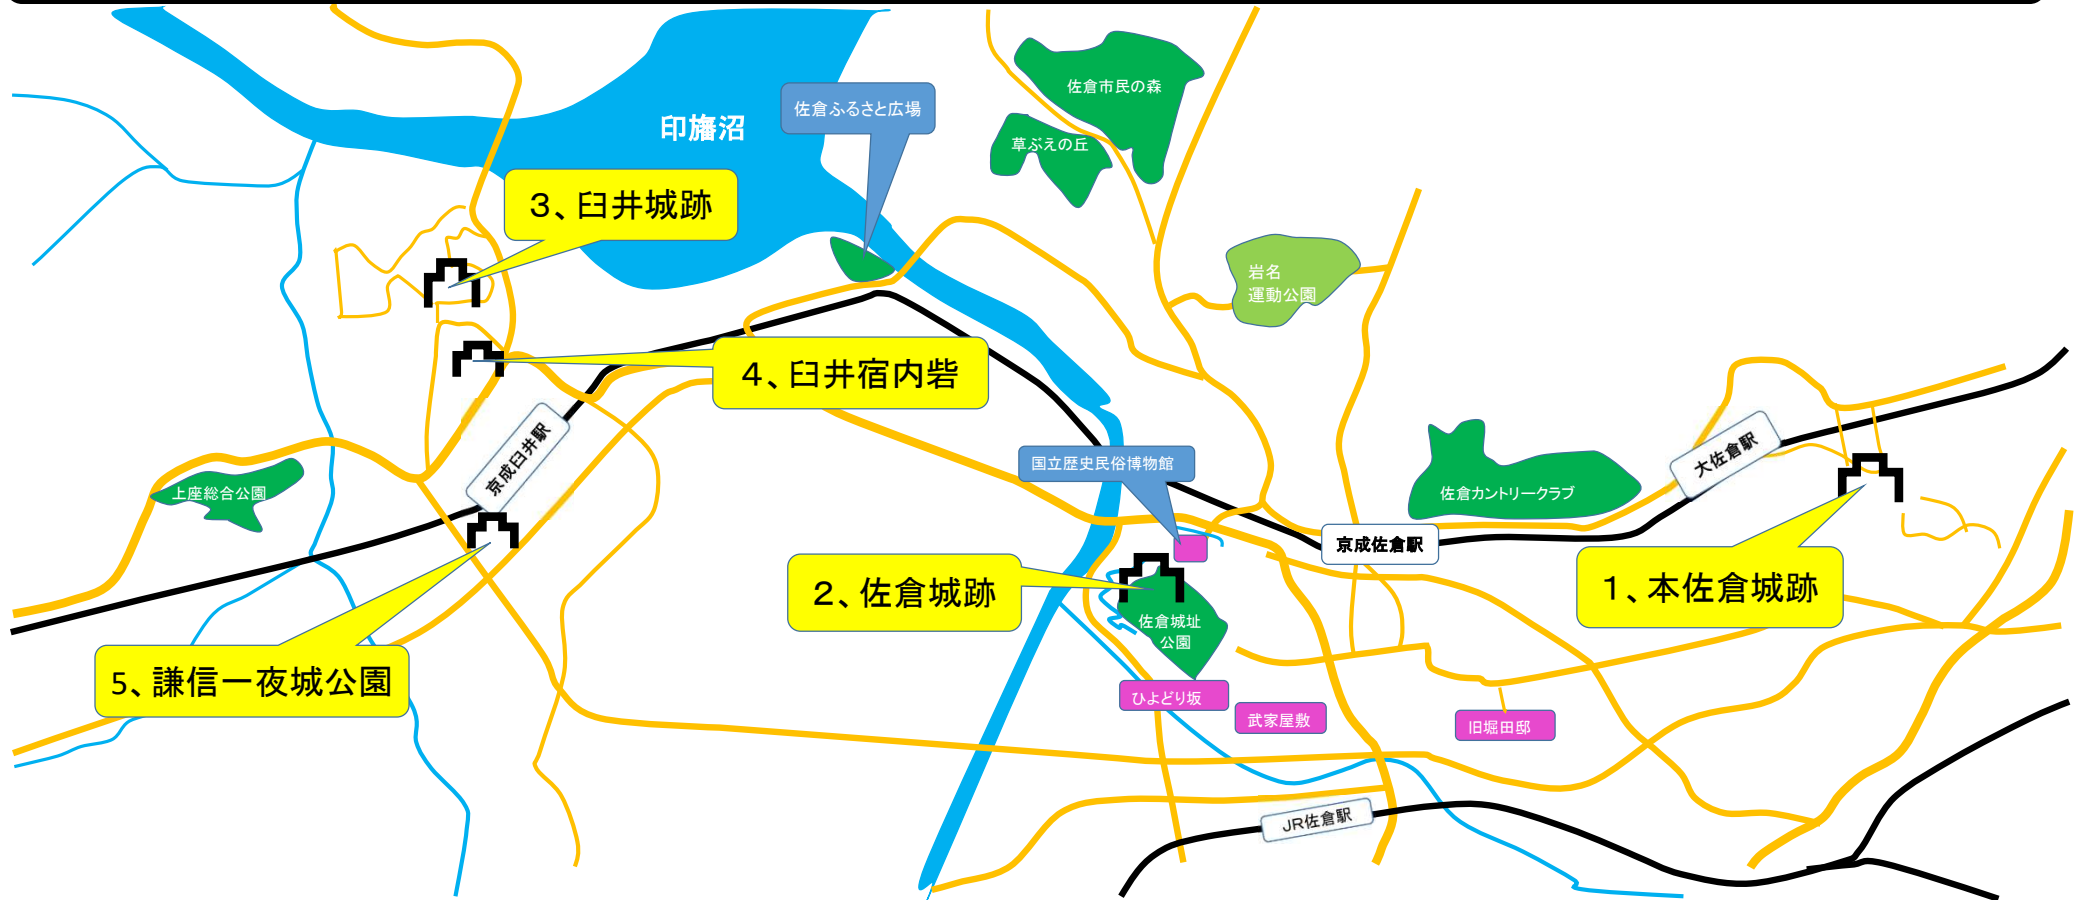 佐倉市民の森
佐倉ふるさと広場
印旛沼
草ぶえの丘
3、臼井城跡
岩名
運動公園
4、臼井宿内砦
京成臼井駅
国立歴史民俗博物館
大佐倉駅
上座総合公園
佐倉カントリークラブ
京成佐倉駅
2、佐倉城跡
1、本佐倉城跡
佐倉城址
公園
5、謙信一夜城公園
ひよどり坂
武家屋敷
旧堀田邸
JR佐倉駅